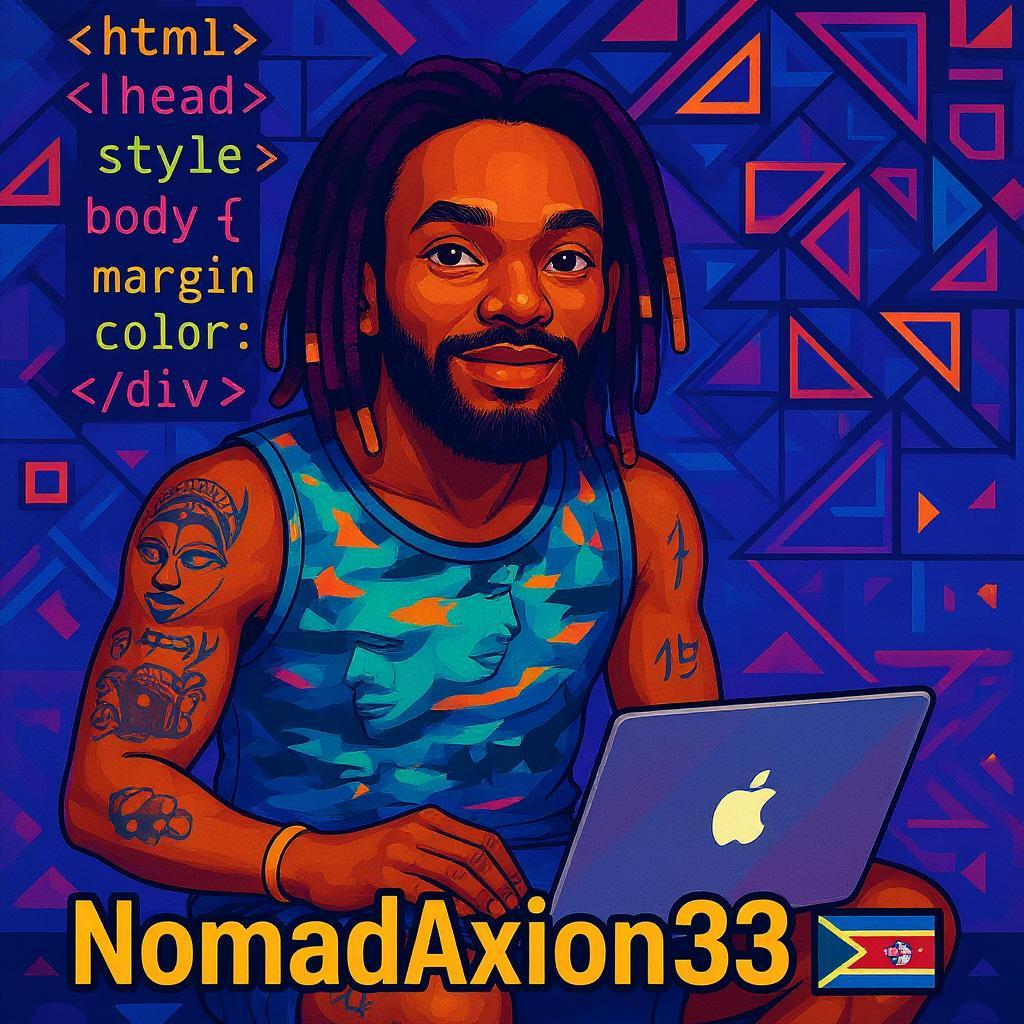 <html>
<lhead>
style>
body {
margin
color:
</div>
NomadAxion33